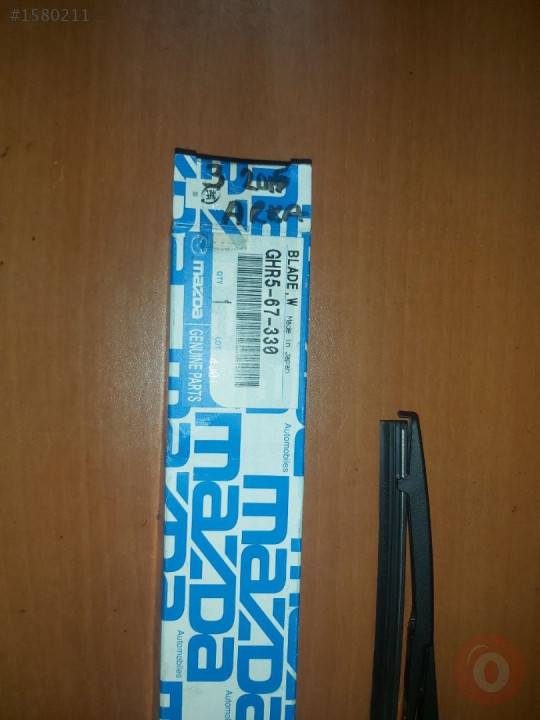 #1580211
3 2015
ARKA
BLADE,W
Made in Japan
GHR5-67-330
QTY
1
LOT
mazda
GENUINE PARTS
Automobiles
mazda
mazda
Automobiles